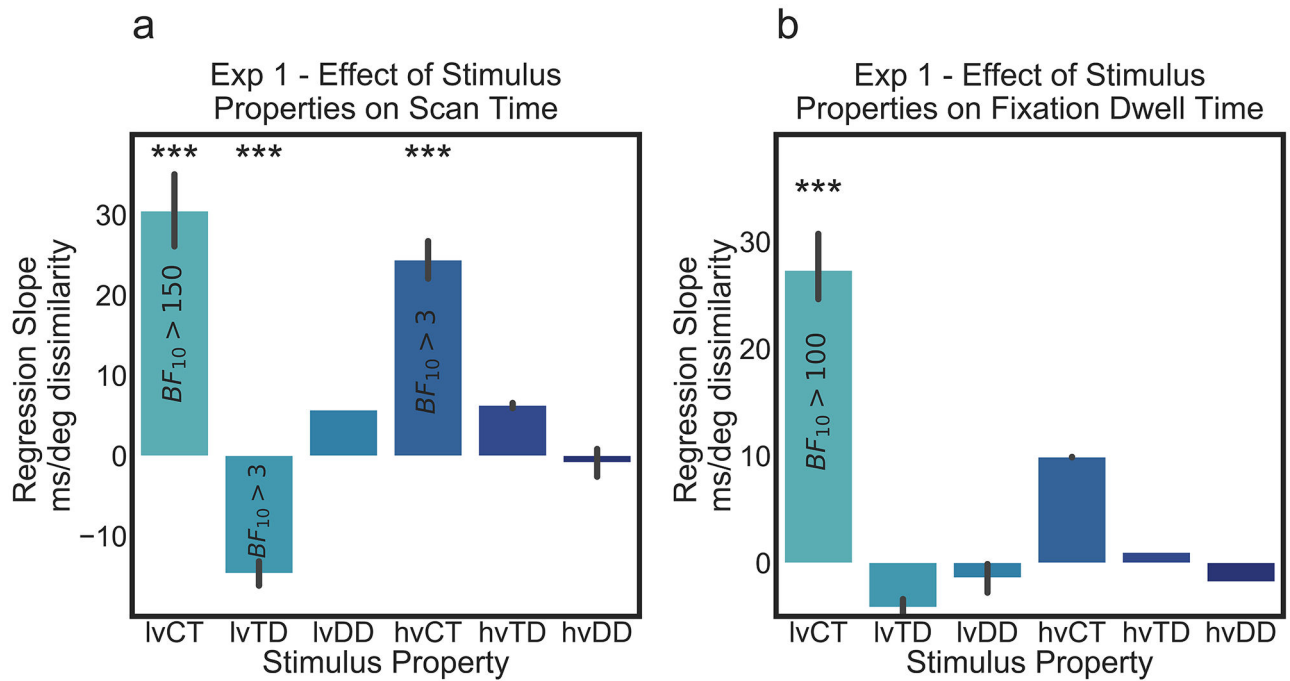 a
Exp 1 - Effect of Stimulus
Properties on Scan Time
*** *** ***
30
20
10
0
−10
Regression Slope
ms/deg dissimilarity
BF10 > 150
BF10 > 3
BF10 > 3
lvCT lvTD lvDD hvCT hvTD hvDD
Stimulus Property
b
Exp 1 - Effect of Stimulus
Properties on Fixation Dwell Time
***
30
20
10
0
Regression Slope
ms/deg dissimilarity
BF10 > 100
lvCT lvTD lvDD hvCT hvTD hvDD
Stimulus Property